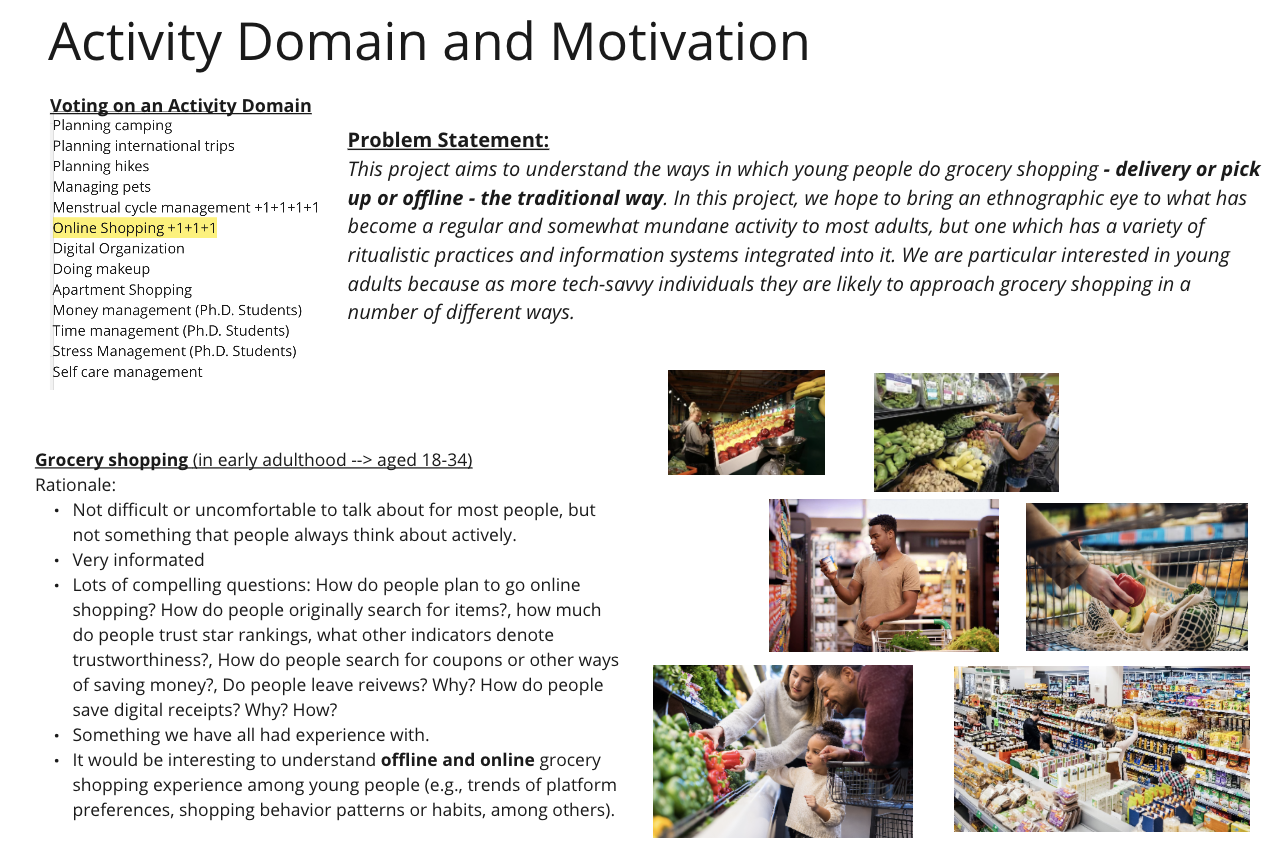 Activity Domain and Motivation
Voting on an Activity Domain
Planning camping
Planning international trips
Planning hikes
Managing pets
Menstrual cycle management +1+1+1+1
Online Shopping +1+1+1
Digital Organization
Doing makeup
Apartment Shopping
Money management (Ph.D. Students)
Time management (Ph.D. Students)
Stress Management (Ph.D. Students)
Self care management
Problem Statement:
This project aims to understand the ways in which young people do grocery shopping - delivery or pick
up or offline - the traditional way. In this project, we hope to bring an ethnographic eye to what has
become a regular and somewhat mundane activity to most adults, but one which has a variety of
ritualistic practices and information systems integrated into it. We are particular interested in young
adults because as more tech-savvy individuals they are likely to approach grocery shopping in a
number of different ways.
Grocery shopping (in early adulthood --> aged 18-34)
Rationale:
• Not difficult or uncomfortable to talk about for most people, but
not something that people always think about actively.
• Very informated
• Lots of compelling questions: How do people plan to go online
shopping? How do people originally search for items?, how much
do people trust star rankings, what other indicators denote
trustworthiness?, How do people search for coupons or other ways
of saving money?, Do people leave reivews? Why? How do people
save digital receipts? Why? How?
• Something we have all had experience with.
• It would be interesting to understand offline and online grocery
shopping experience among young people (e.g., trends of platform
preferences, shopping behavior patterns or habits, among others).